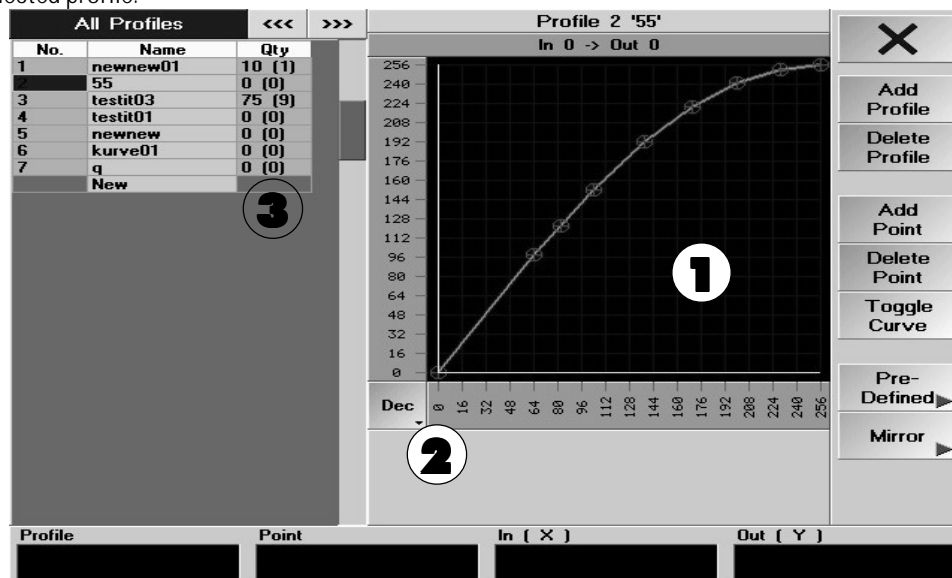 lected profile.
All Profiles <<< >>>
Profile 2 '55'
In 0 -> Out 0
No. Name Qty
1 newnew01 10 (1)
2 55 0 (0)
3 testit03 75 (9)
4 testit01 0 (0)
5 newnew 0 (0)
6 kurve01 0 (0)
7 q 0 (0)
New
3
256
240
224
208
192
176
160
144
128
112
96
80
64
48
32
16
0
1
Dec
0 16 32 48 64 80 96 112 128 144 160 176 192 208 224 240 256
2
Add
Profile
Delete
Profile
Add
Point
Delete
Point
Toggle
Curve
Pre-
Defined
Mirror
Profile Point In ( X ) Out ( Y )